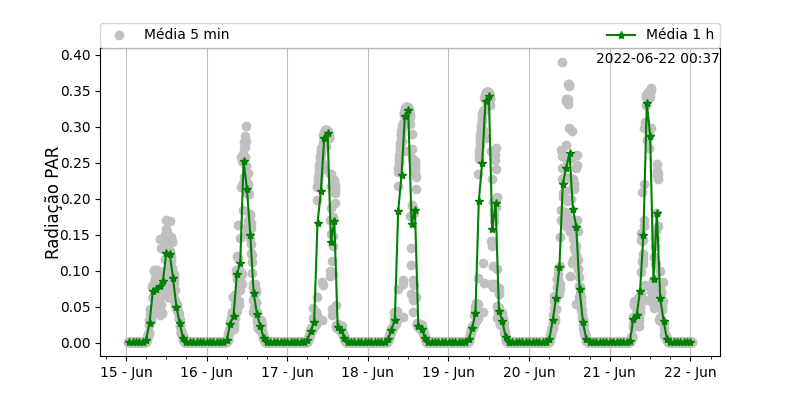 Média 5 min
Média 1 h
2022-06-22 00:37
Radiação PAR
0.40
0.35
0.30
0.25
0.20
0.15
0.10
0.05
0.00
15 - Jun
16 - Jun
17 - Jun
18 - Jun
19 - Jun
20 - Jun
21 - Jun
22 - Jun